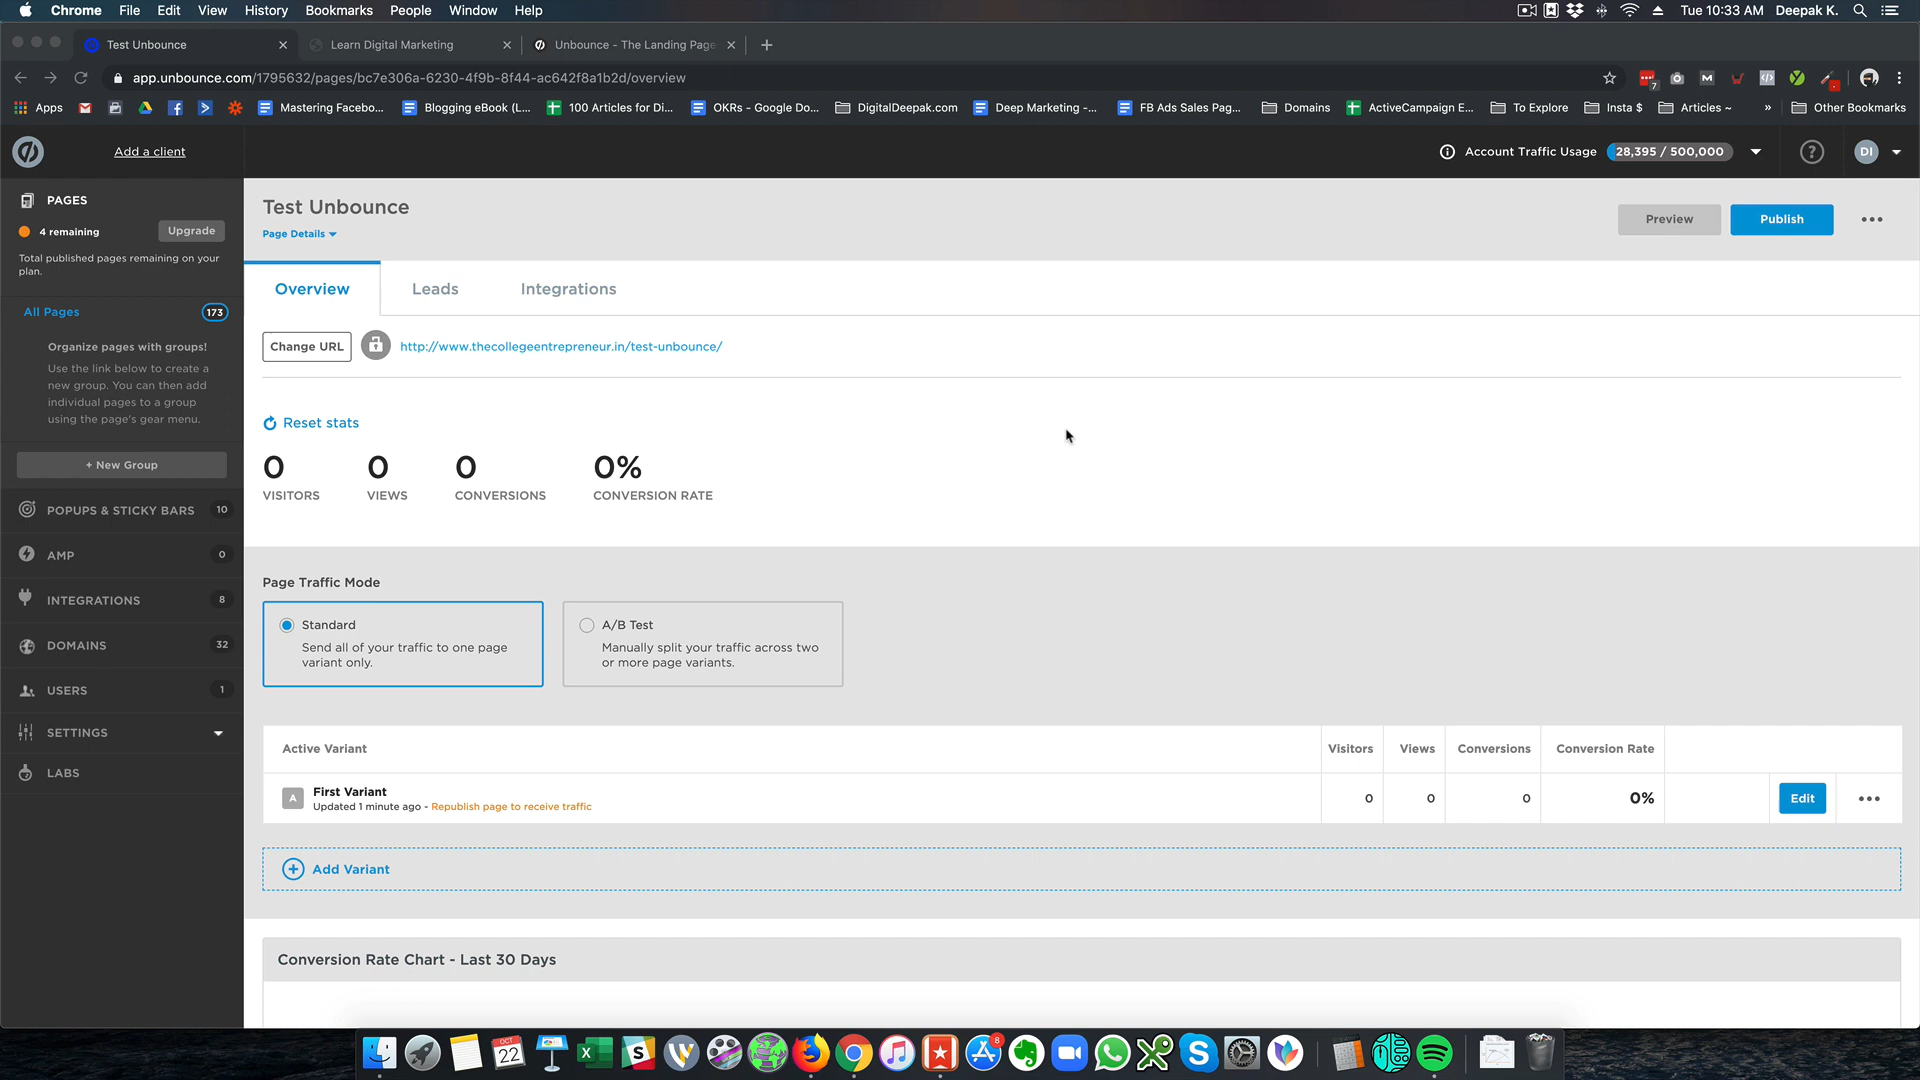 Chrome File Edit View History Bookmarks People Window Help Tue 10:33 AM Deepak K.
Test Unbounce
Learn Digital Marketing
Unbounce - The Landing Page
app.unbounce.com/1795632/pages/bc7e306a-6230-4f9b-8f44-ac642f8a1b2d/overview
Apps Mastering Facebo... Blogging eBook (L... 100 Articles for Di... OKRs - Google Do... DigitalDeepak.com Deep Marketing -... FB Ads Sales Pag... Domains ActiveCampaign E... To Explore Insta $ Articles ~ » Other Bookmarks
Add a client
Account Traffic Usage 28,395 / 500,000 ? DI
PAGES
4 remaining Upgrade
Total published pages remaining on your
plan.
All Pages 173
Organize pages with groups!
Use the link below to create a
new group. You can then add
individual pages to a group
using the page's gear menu.
+ New Group
POPUPS & STICKY BARS 10
AMP 0
INTEGRATIONS 8
DOMAINS 32
USERS 1
SETTINGS
LABS
Test Unbounce
Page Details
Preview Publish
Overview Leads Integrations
Change URL http://www.thecollegeentrepreneur.in/test-unbounce/
Reset stats
0 0 0 0%
VISITORS VIEWS CONVERSIONS CONVERSION RATE
Page Traffic Mode
Standard
Send all of your traffic to one page
variant only.
A/B Test
Manually split your traffic across two
or more page variants.
Active Variant Visitors Views Conversions Conversion Rate
A First Variant
Updated 1 minute ago - Republish page to receive traffic
0 0 0 0% Edit
Add Variant
Conversion Rate Chart - Last 30 Days
OCT
22
8